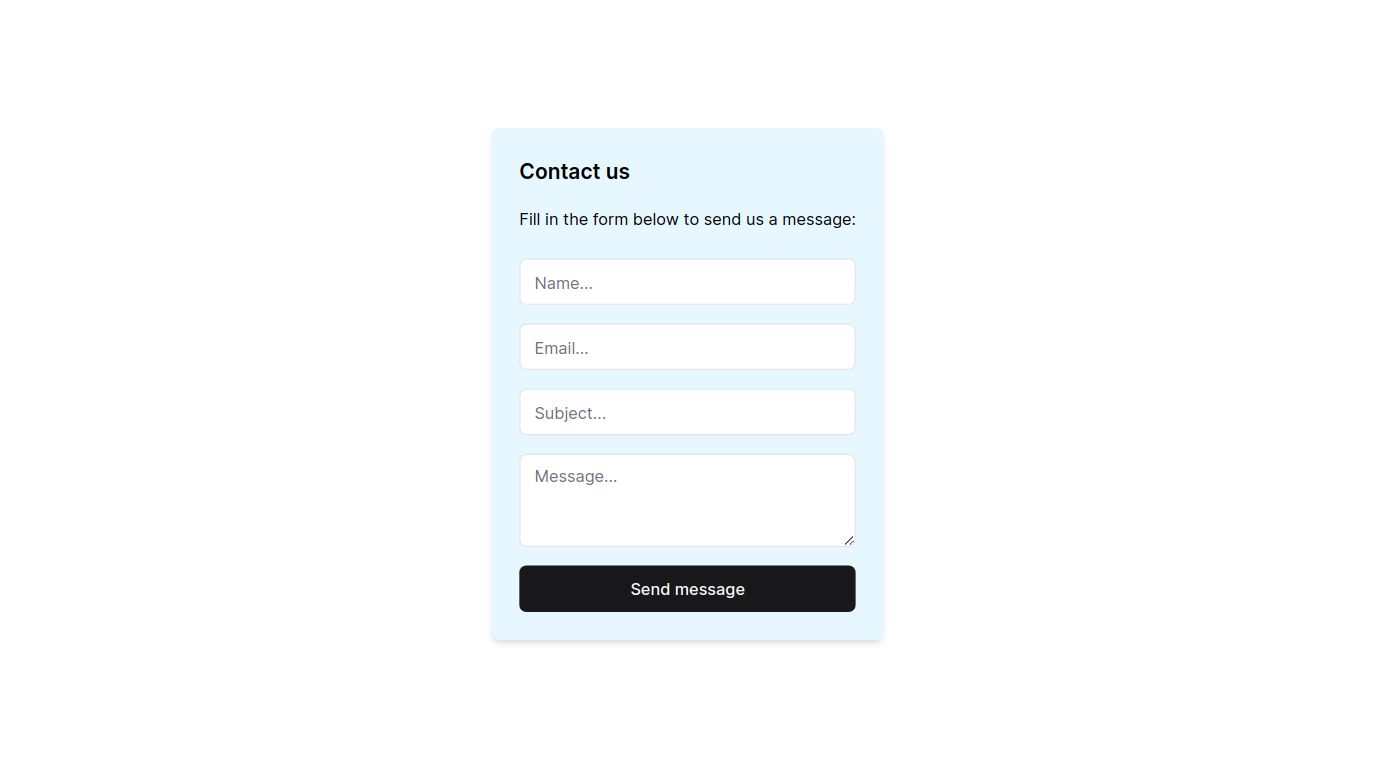 Contact us
Fill in the form below to send us a message:
Name...
Email...
Subject...
Message...
Send message